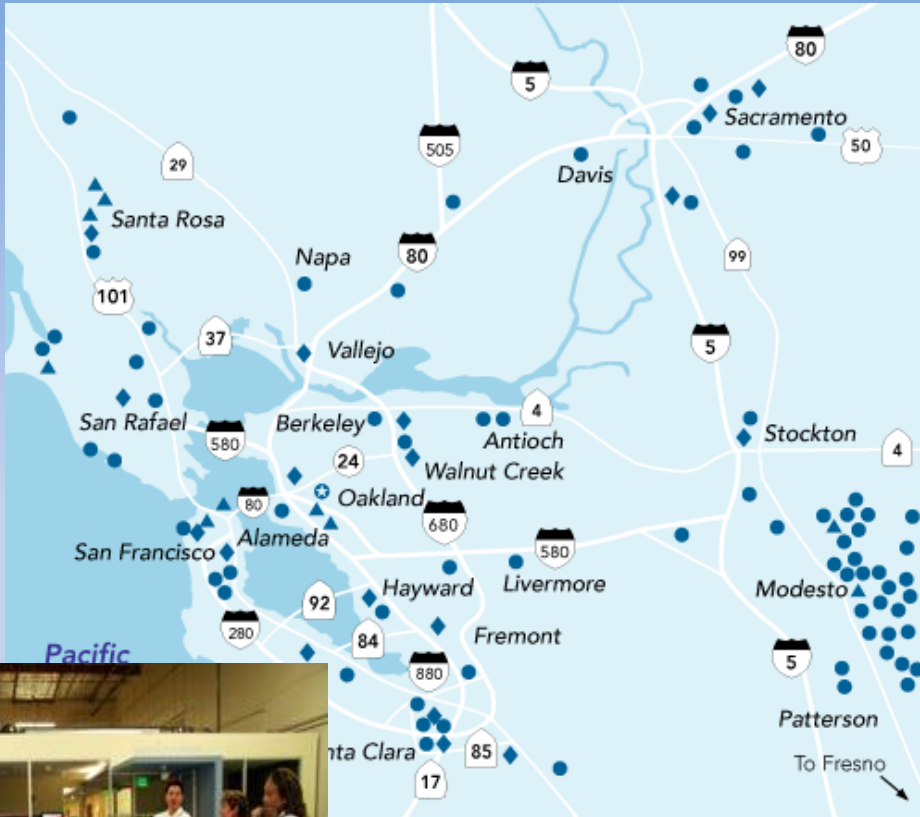 80
5
Sacramento
50
505
29
Davis
Santa Rosa
99
80
Napa
101
37
5
Vallejo
4
San Rafael
Berkeley
Antioch
Stockton
580
24
Walnut Creek
4
80
Oakland
680
Alameda
San Francisco
580
Hayward
Livermore
Modesto
92
280
84
Fremont
Pacific
5
880
Patterson
nta Clara
85
To Fresno
17